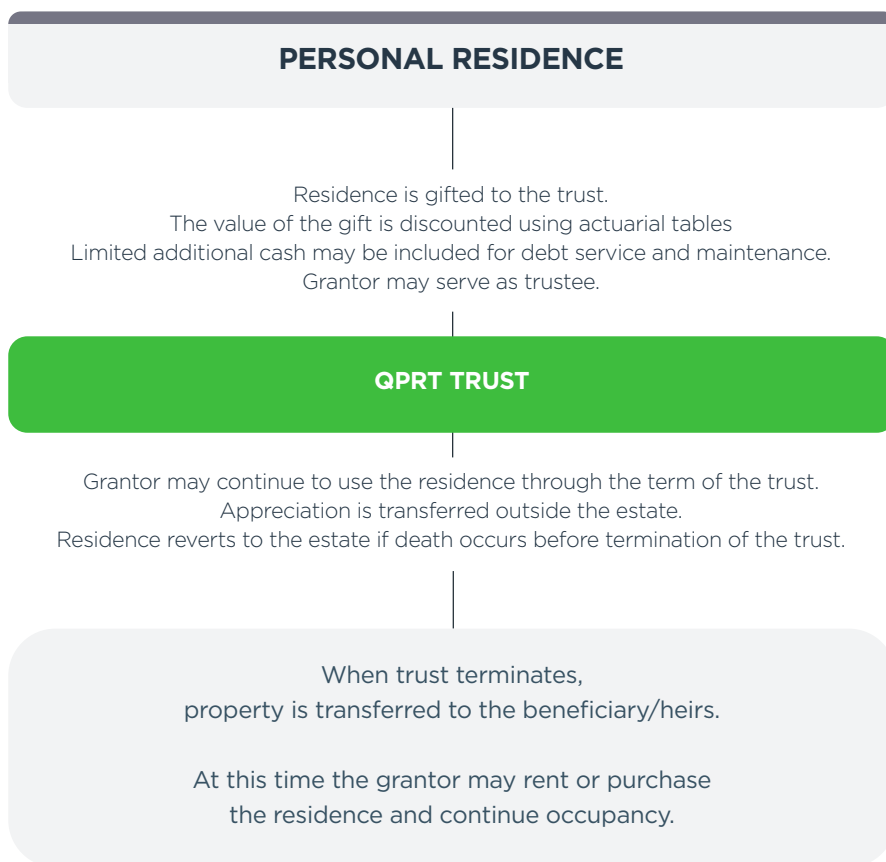 PERSONAL RESIDENCE
Residence is gifted to the trust.
The value of the gift is discounted using actuarial tables
Limited additional cash may be included for debt service and maintenance.
Grantor may serve as trustee.
QPRT TRUST
Grantor may continue to use the residence through the term of the trust.
Appreciation is transferred outside the estate.
Residence reverts to the estate if death occurs before termination of the trust.
When trust terminates,
property is transferred to the beneficiary/heirs.
At this time the grantor may rent or purchase
the residence and continue occupancy.